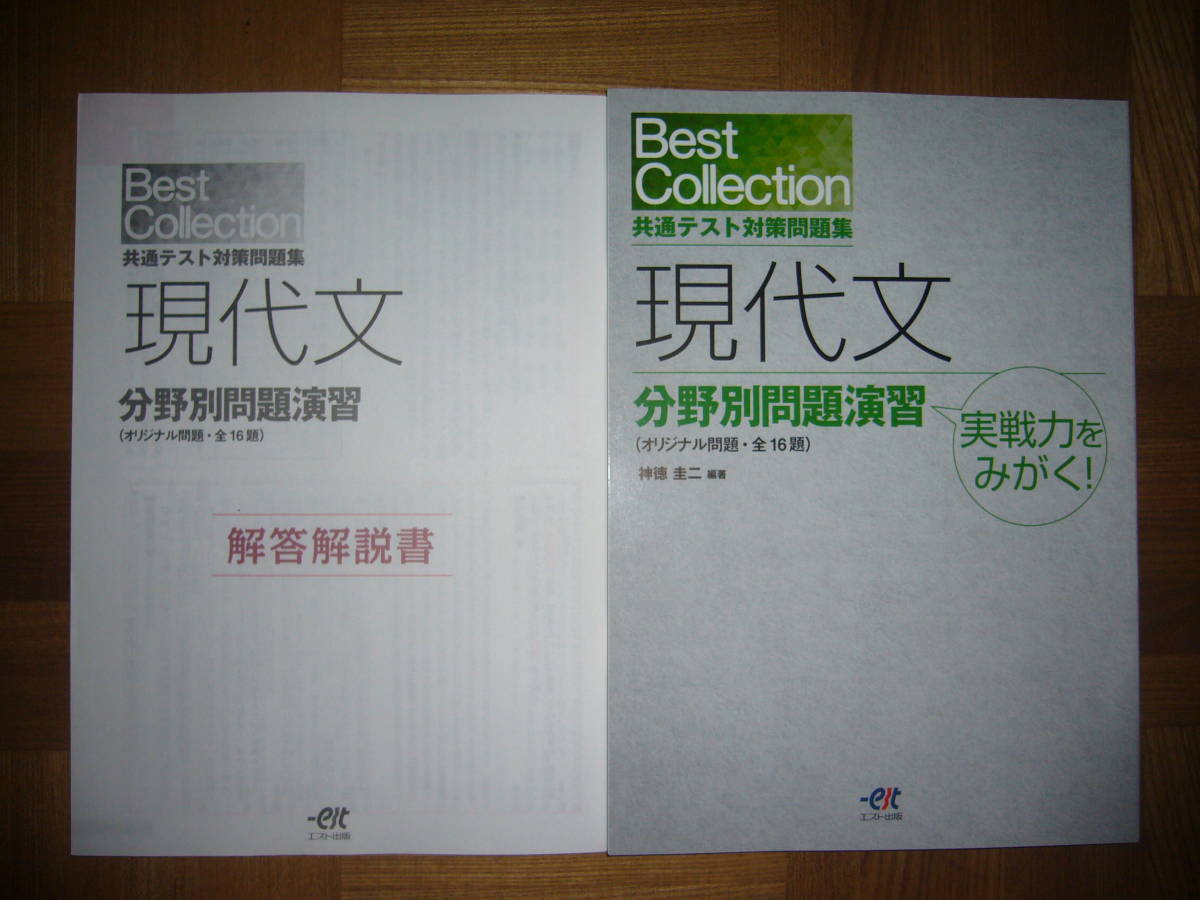 Best
Collection
共通テスト対策問題集
現代文
分野別問題演習
(オリジナル問題・全16題)
解答解説書
-est
エスト出版
Best
Collection
共通テスト対策問題集
現代文
分野別問題演習
(オリジナル問題・全16題)
神徳 圭二 編著
実戦力を
みがく!
-est
エスト出版